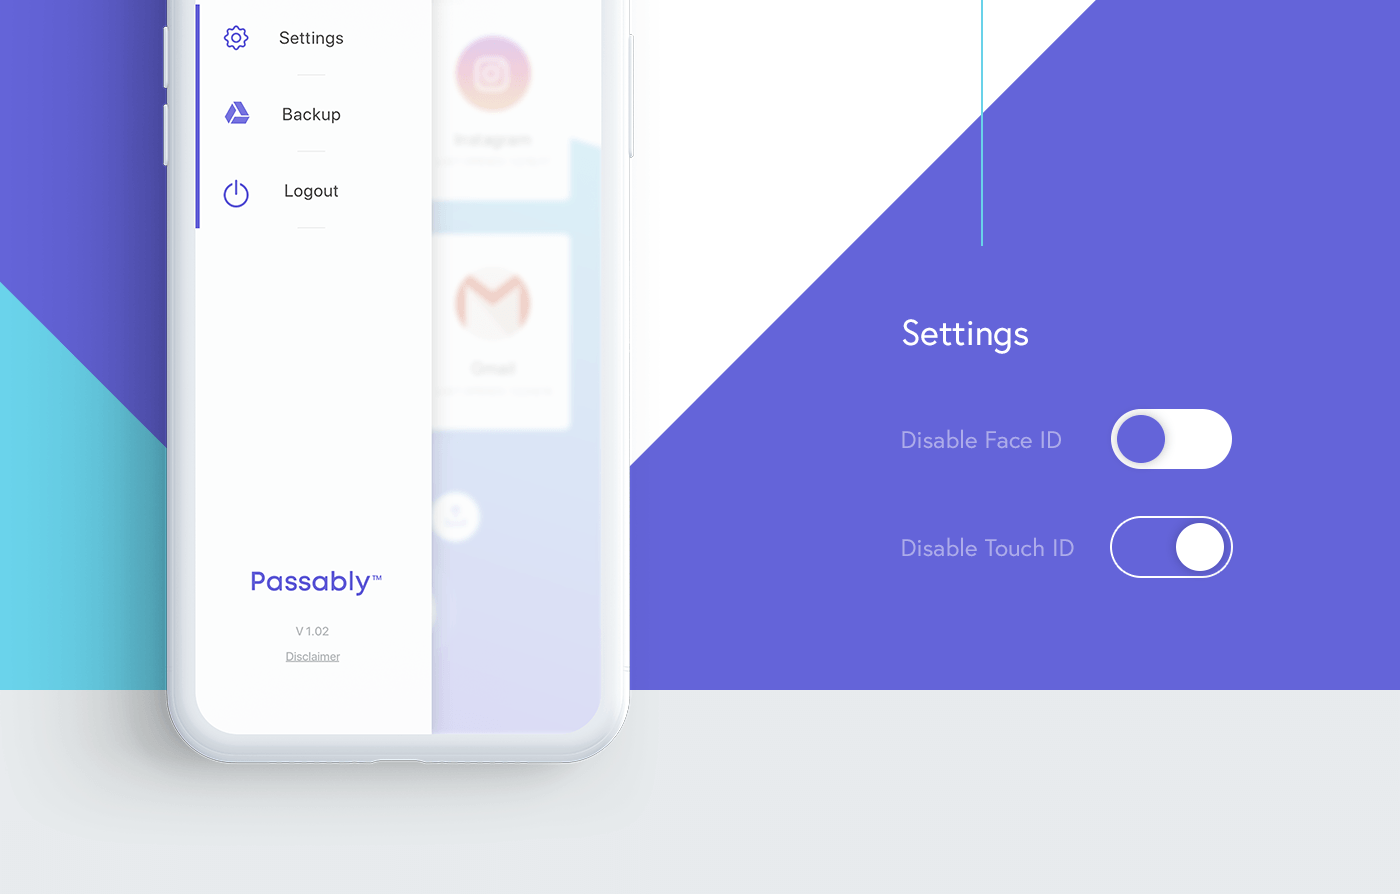 Settings
Backup
Logout
Instagram
Gmail
Passably™
V 1.02
Disclaimer
Settings
Disable Face ID
Disable Touch ID